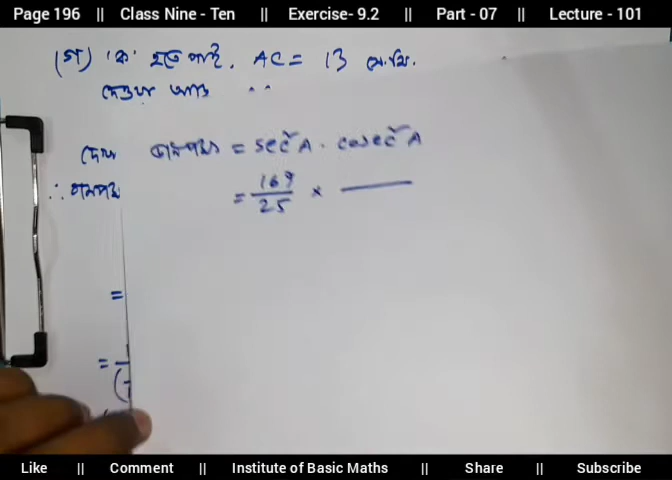 Page 196 || Class Nine - Ten || Exercise- 9.2 || Part - 07 || Lecture - 101
(গ) 'ক' হতে পাই, AC = 13 সে.মি.
দেওয়া আছে
ডানপক্ষ = sec²A · cosec²A
∴ বামপক্ষ
= 169/25 ×
=
=
Like || Comment || Institute of Basic Maths || Share || Subscribe